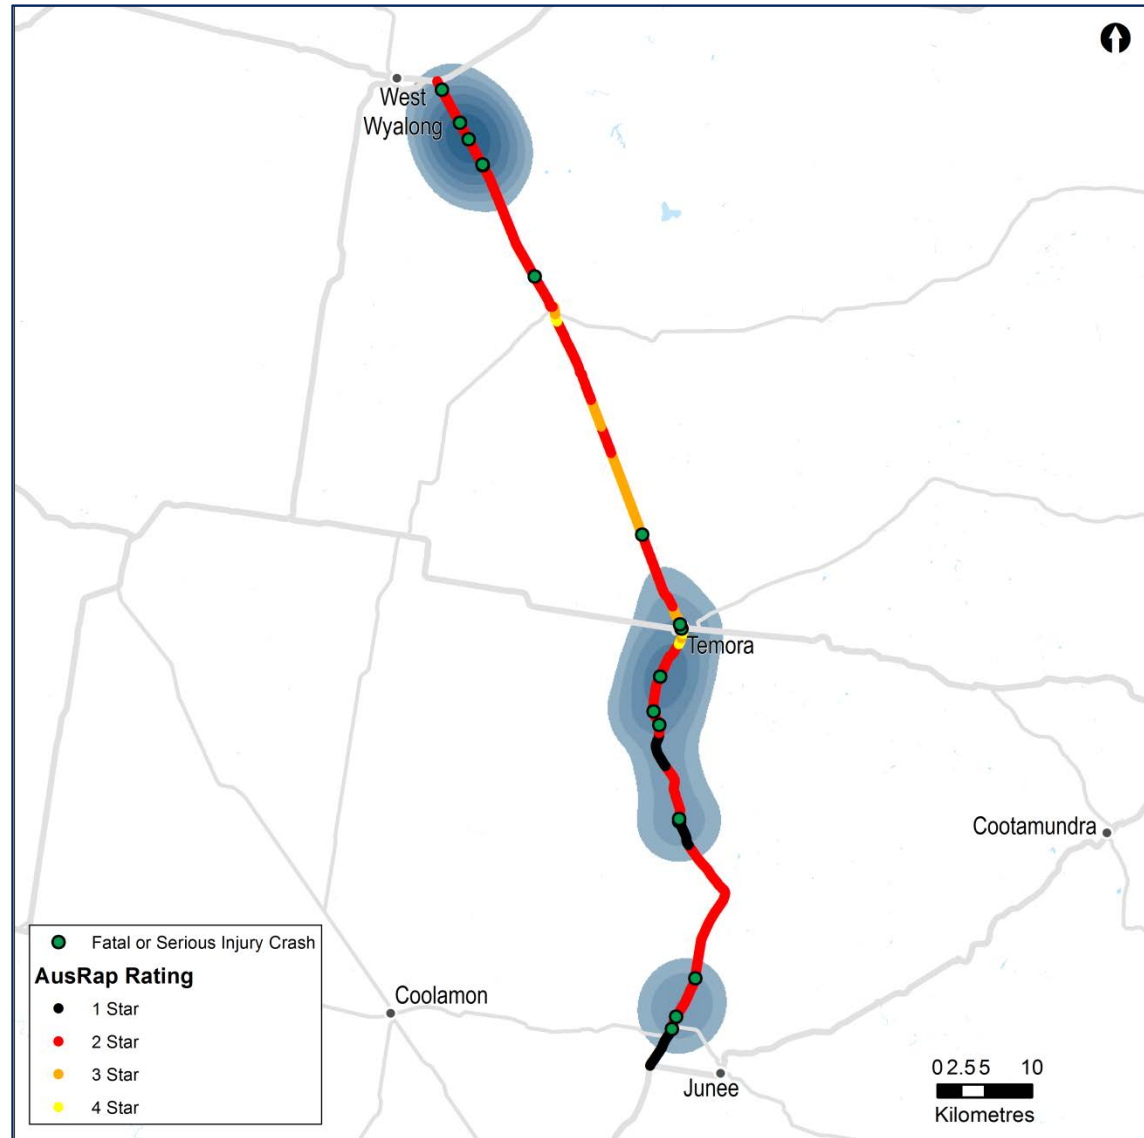 West
Wyalong
Temora
Cootamundra
Coolamon
Junee
Fatal or Serious Injury Crash
AusRap Rating
1 Star
2 Star
3 Star
4 Star
0 2.5 5 10
Kilometres